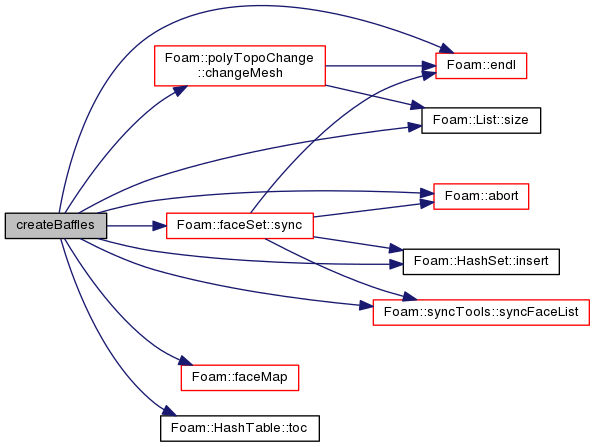 Foam::polyTopoChange
::changeMesh
Foam::endl
Foam::List::size
Foam::abort
createBaffles
Foam::faceSet::sync
Foam::HashSet::insert
Foam::syncTools::syncFaceList
Foam::faceMap
Foam::HashTable::toc